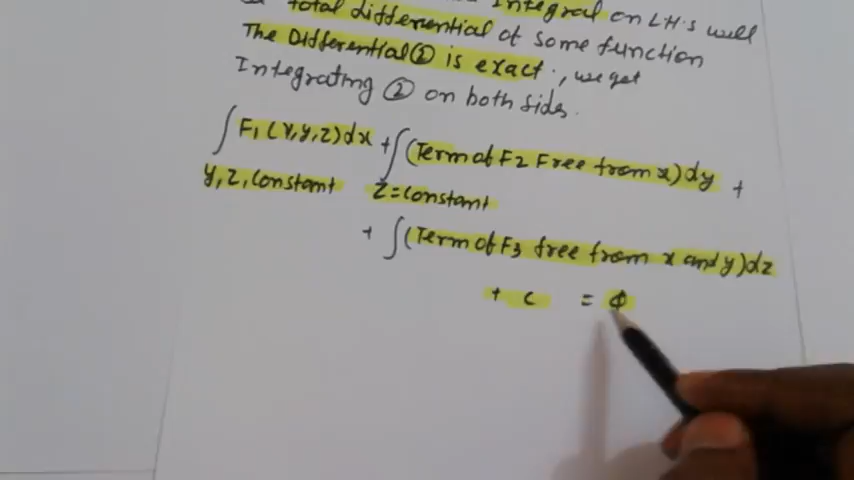 Integral on LHS will
total differential of some function
The Differential ② is exact., we get
Integrating ② on both sides.
∫ F₁(x,y,z)dx + ∫(Term of F₂ Free from x)dy +
y,z,constant z=constant
+ ∫(Term of F₃ free from x and y)dz
+ c = ϕ